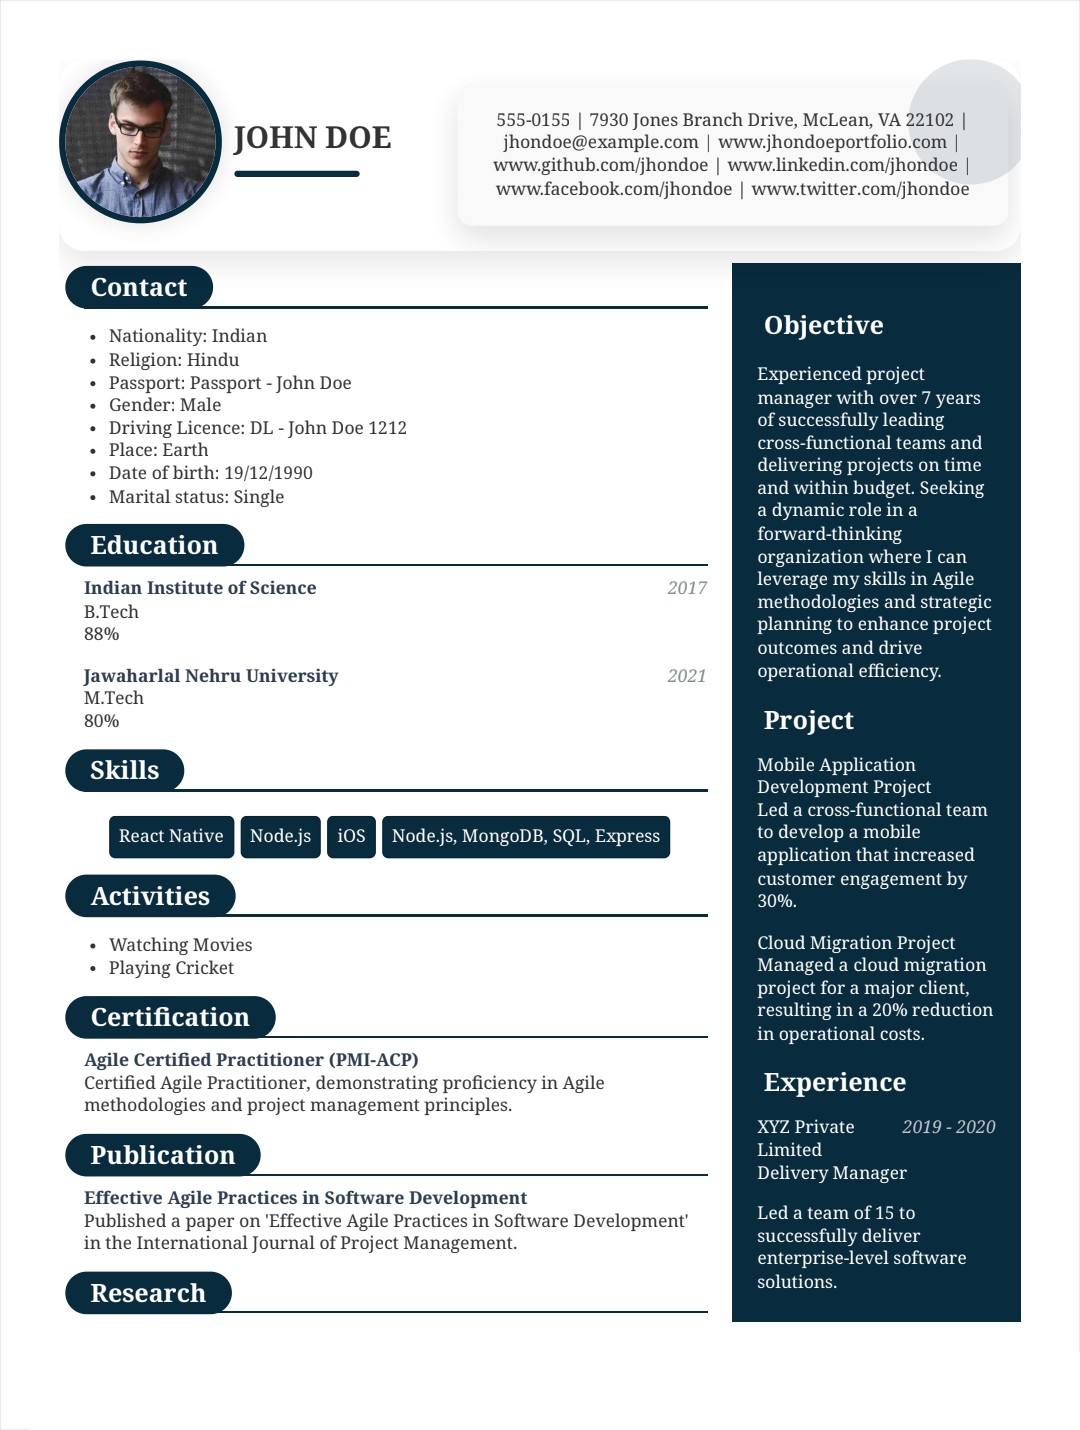 JOHN DOE
555-0155 | 7930 Jones Branch Drive, McLean, VA 22102 |
jhondoe@example.com | www.jhondoeportfolio.com |
www.github.com/jhondoe | www.linkedin.com/jhondoe |
www.facebook.com/jhondoe | www.twitter.com/jhondoe
Contact
• Nationality: Indian
• Religion: Hindu
• Passport: Passport - John Doe
• Gender: Male
• Driving Licence: DL - John Doe 1212
• Place: Earth
• Date of birth: 19/12/1990
• Marital status: Single
Education
Indian Institute of Science 2017
B.Tech
88%
Jawaharlal Nehru University 2021
M.Tech
80%
Skills
React Native Node.js iOS Node.js, MongoDB, SQL, Express
Activities
• Watching Movies
• Playing Cricket
Certification
Agile Certified Practitioner (PMI-ACP)
Certified Agile Practitioner, demonstrating proficiency in Agile
methodologies and project management principles.
Publication
Effective Agile Practices in Software Development
Published a paper on 'Effective Agile Practices in Software Development'
in the International Journal of Project Management.
Research
Objective
Experienced project
manager with over 7 years
of successfully leading
cross-functional teams and
delivering projects on time
and within budget. Seeking
a dynamic role in a
forward-thinking
organization where I can
leverage my skills in Agile
methodologies and strategic
planning to enhance project
outcomes and drive
operational efficiency.
Project
Mobile Application
Development Project
Led a cross-functional team
to develop a mobile
application that increased
customer engagement by
30%.
Cloud Migration Project
Managed a cloud migration
project for a major client,
resulting in a 20% reduction
in operational costs.
Experience
XYZ Private 2019 - 2020
Limited
Delivery Manager
Led a team of 15 to
successfully deliver
enterprise-level software
solutions.